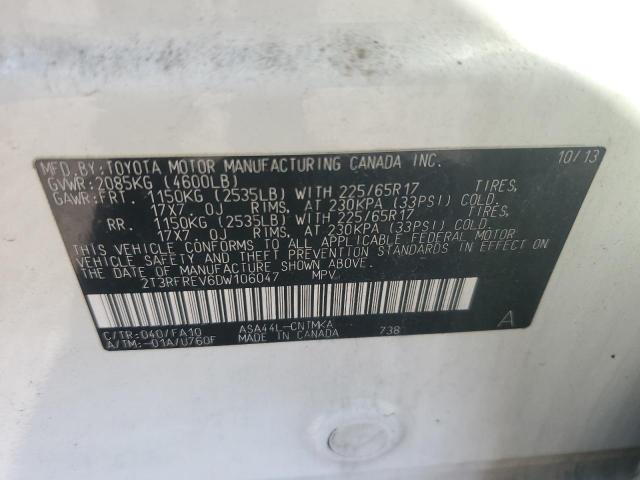 MFD. BY: TOYOTA MOTOR MANUFACTURING CANADA INC. 10/13
GVWR: 2085KG (4600LB)
GAWR: FRT. 1150KG (2535LB) WITH 225/65R17 TIRES,
17X7.0J RIMS, AT 230KPA (33PSI) COLD.
RR. 1150KG (2535LB) WITH 225/65R17 TIRES,
17X7.0J RIMS, AT 230KPA (33PSI) COLD.
THIS VEHICLE CONFORMS TO ALL APPLICABLE FEDERAL MOTOR
VEHICLE SAFETY AND THEFT PREVENTION STANDARDS IN EFFECT ON
THE DATE OF MANUFACTURE SHOWN ABOVE.
2T3RFREV6DW106047 MPV
C/TR: 040/FA10 ASA44L-CNTMKA 738 A
A/TM: -01A/U760F MADE IN CANADA